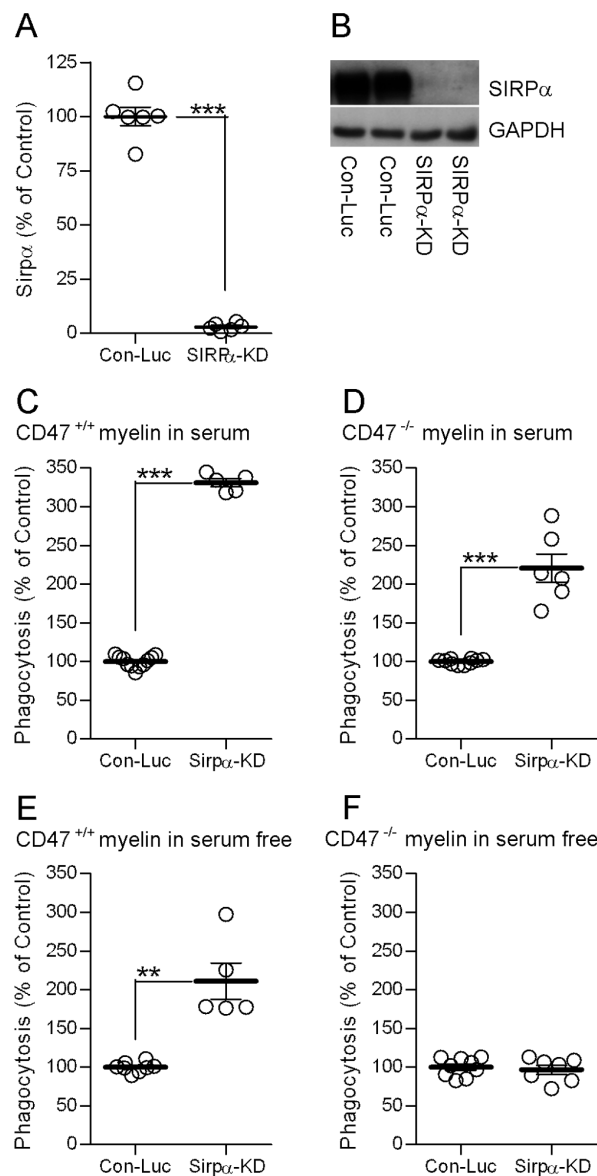 A
125
100
75
50
25
0
Sirpα (% of Control)
***
Con-Luc SIRPα-KD
B
SIRPα
GAPDH
Con-Luc
Con-Luc
SIRPα-KD
SIRPα-KD
C
CD47 +/+ myelin in serum
350
300
250
200
150
100
50
0
Phagocytosis (% of Control)
***
Con-Luc Sirpα-KD
D
CD47 -/- myelin in serum
350
300
250
200
150
100
50
0
Phagocytosis (% of Control)
***
Con-Luc Sirpα-KD
E
CD47 +/+ myelin in serum free
350
300
250
200
150
100
50
0
Phagocytosis (% of Control)
**
Con-Luc Sirpα-KD
F
CD47 -/- myelin in serum free
350
300
250
200
150
100
50
0
Phagocytosis (% of Control)
Con-Luc Sirpα-KD